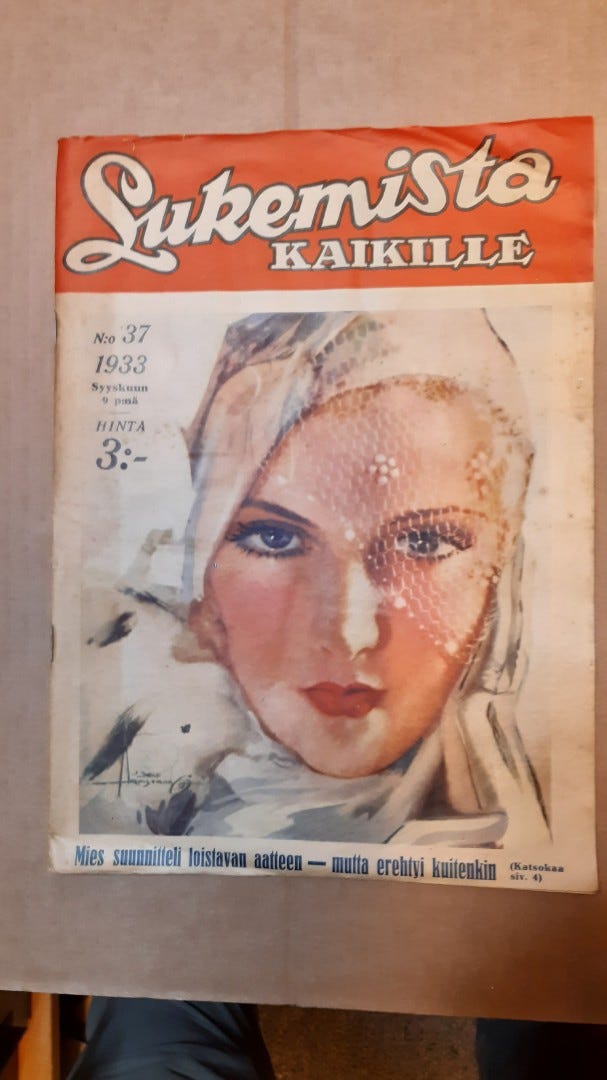 Lukemista
KAIKILLE
N:o 37
1933
Syyskuun
9 p:nä
HINTA
3:-
Mies suunnitteli loistavan aatteen — mutta erehtyi kuitenkin
(Katsokaa
siv. 4)